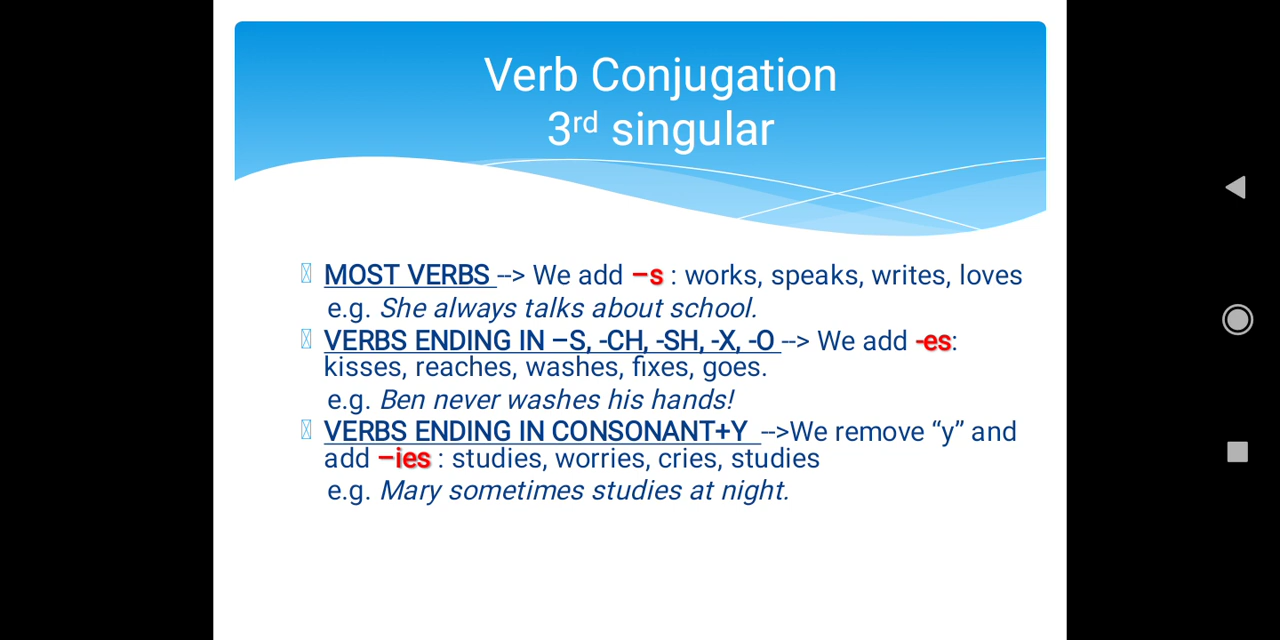 Verb Conjugation
3rd singular
MOST VERBS --> We add –s : works, speaks, writes, loves
e.g. She always talks about school.
VERBS ENDING IN –S, -CH, -SH, -X, -O --> We add -es:
kisses, reaches, washes, fixes, goes.
e.g. Ben never washes his hands!
VERBS ENDING IN CONSONANT+Y -->We remove “y” and
add –ies : studies, worries, cries, studies
e.g. Mary sometimes studies at night.